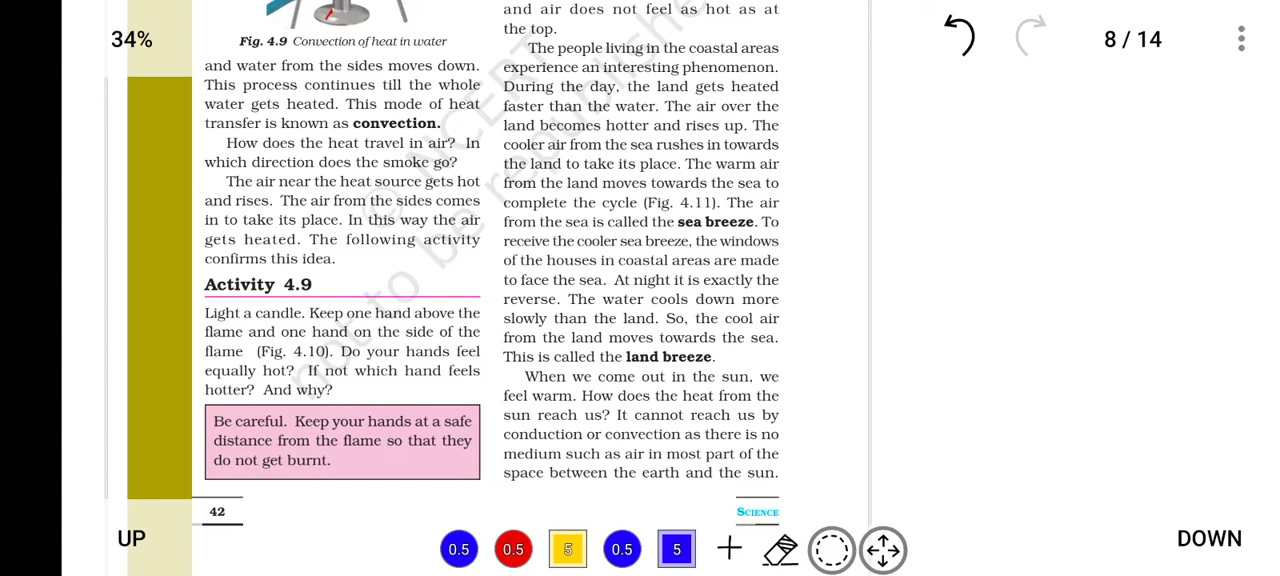 34%
8 / 14
Fig. 4.9 Convection of heat in water
and water from the sides moves down.
This process continues till the whole
water gets heated. This mode of heat
transfer is known as convection.
How does the heat travel in air? In
which direction does the smoke go?
The air near the heat source gets hot
and rises. The air from the sides comes
in to take its place. In this way the air
gets heated. The following activity
confirms this idea.
Activity 4.9
Light a candle. Keep one hand above the
flame and one hand on the side of the
flame (Fig. 4.10). Do your hands feel
equally hot? If not which hand feels
hotter? And why?
Be careful. Keep your hands at a safe
distance from the flame so that they
do not get burnt.
42
and air does not feel as hot as at
the top.
The people living in the coastal areas
experience an interesting phenomenon.
During the day, the land gets heated
faster than the water. The air over the
land becomes hotter and rises up. The
cooler air from the sea rushes in towards
the land to take its place. The warm air
from the land moves towards the sea to
complete the cycle (Fig. 4.11). The air
from the sea is called the sea breeze. To
receive the cooler sea breeze, the windows
of the houses in coastal areas are made
to face the sea. At night it is exactly the
reverse. The water cools down more
slowly than the land. So, the cool air
from the land moves towards the sea.
This is called the land breeze.
When we come out in the sun, we
feel warm. How does the heat from the
sun reach us? It cannot reach us by
conduction or convection as there is no
medium such as air in most part of the
space between the earth and the sun.
SCIENCE
© NCERT
not to be republished
UP
0.5
0.5
5
0.5
5
DOWN